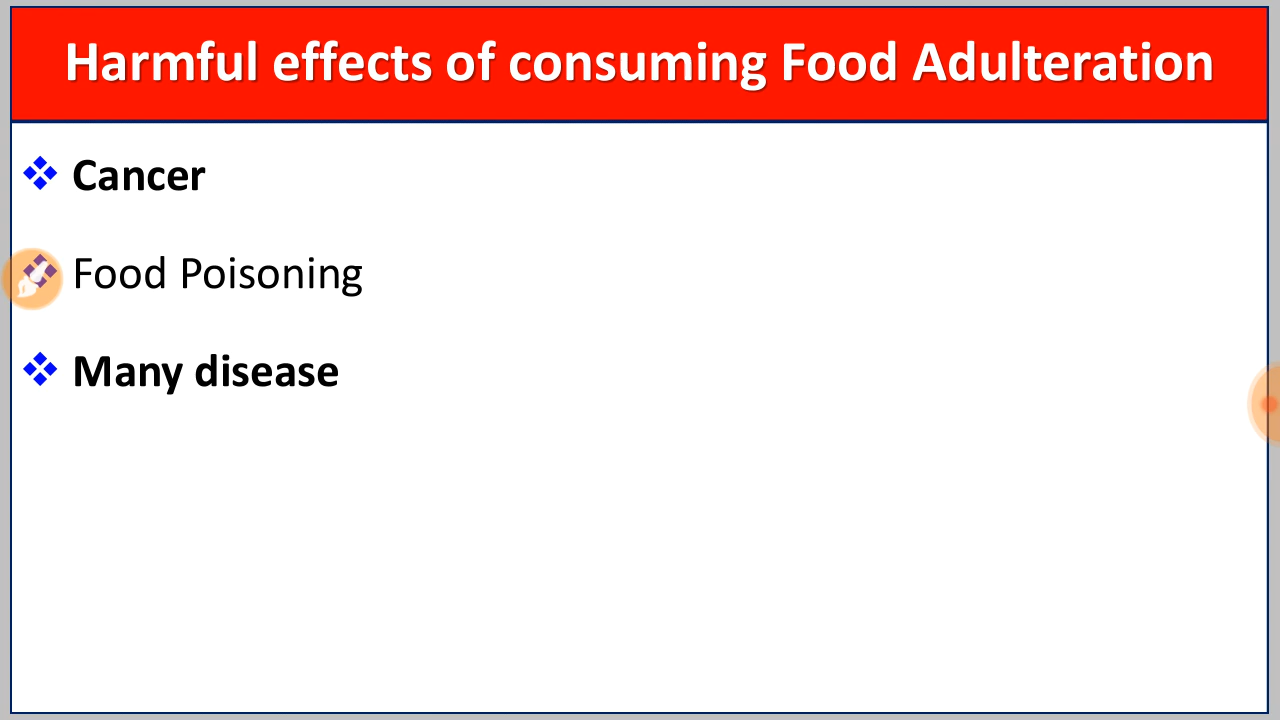 Harmful effects of consuming Food Adulteration
Cancer
Food Poisoning
Many disease